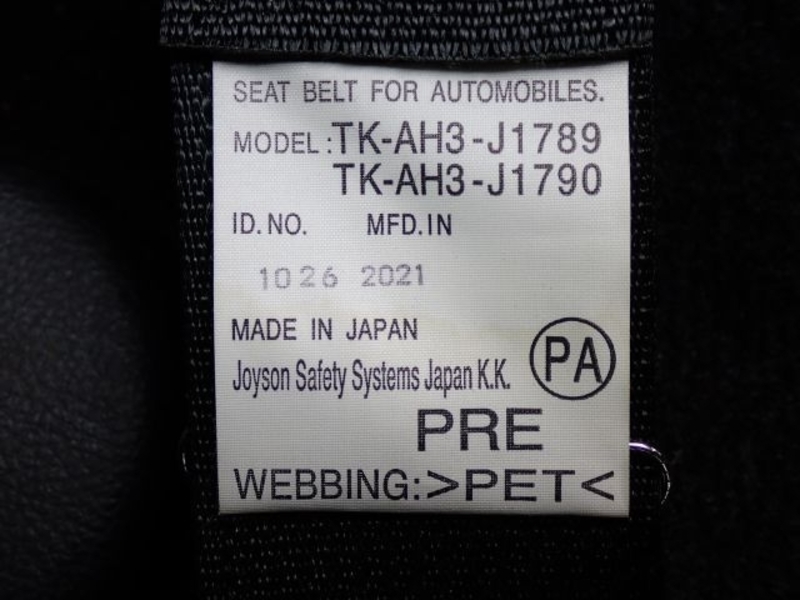 SEAT BELT FOR AUTOMOBILES.
MODEL:TK-AH3-J1789
TK-AH3-J1790
ID.NO. MFD.IN
1026 2021
MADE IN JAPAN
Joyson Safety Systems Japan K.K.
PA
PRE
WEBBING:>PET<